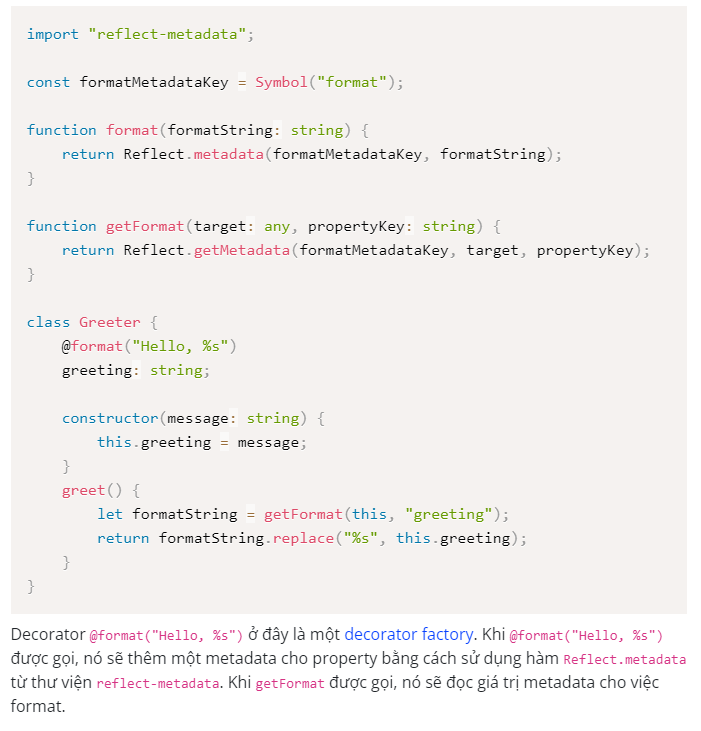 import "reflect-metadata";
const formatMetadataKey = Symbol("format");
function format(formatString: string) {
    return Reflect.metadata(formatMetadataKey, formatString);
}
function getFormat(target: any, propertyKey: string) {
    return Reflect.getMetadata(formatMetadataKey, target, propertyKey);
}
class Greeter {
    @format("Hello, %s")
    greeting: string;
    constructor(message: string) {
        this.greeting = message;
    }
    greet() {
        let formatString = getFormat(this, "greeting");
        return formatString.replace("%s", this.greeting);
    }
}
Decorator @format("Hello, %s") ở đây là một decorator factory. Khi @format("Hello, %s")
được gọi, nó sẽ thêm một metadata cho property bằng cách sử dụng hàm Reflect.metadata
từ thư viện reflect-metadata. Khi getFormat được gọi, nó sẽ đọc giá trị metadata cho việc
format.